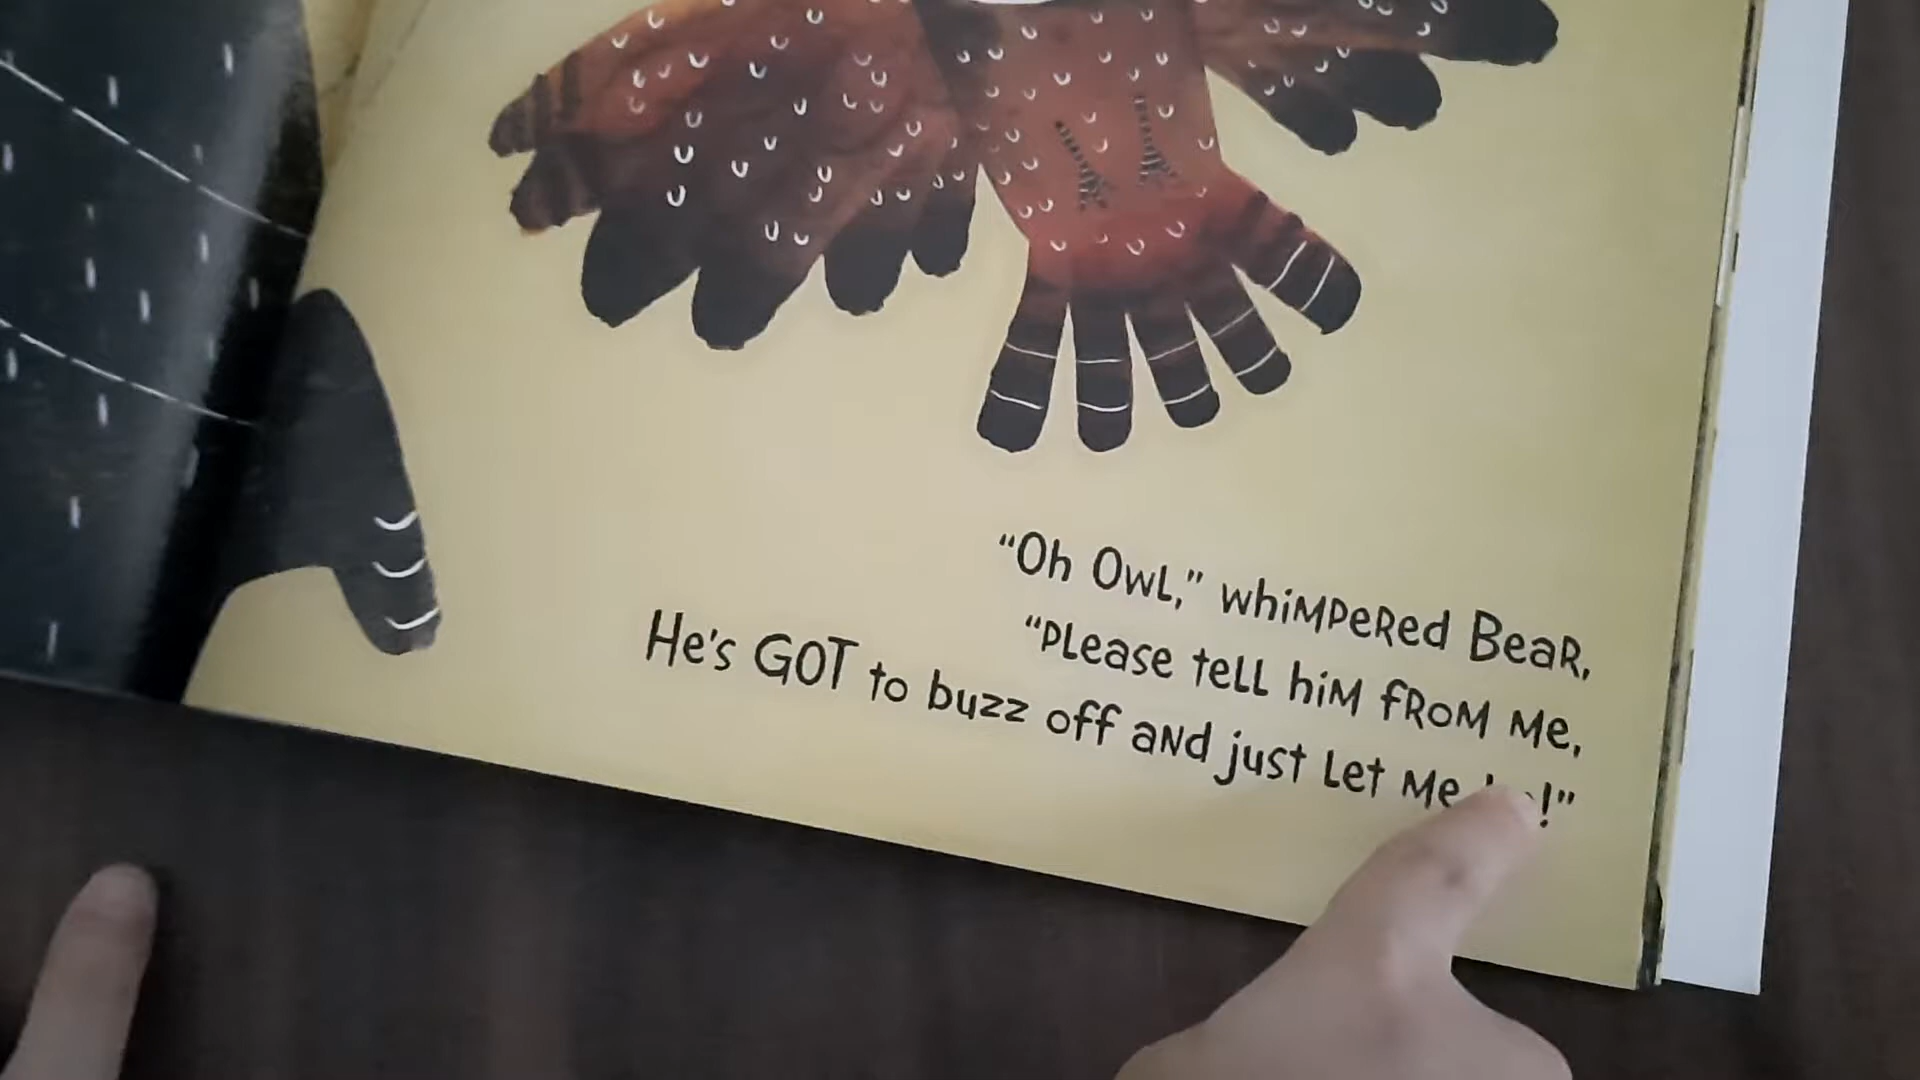 "Oh Owl," whimpered Bear,
"Please tell him from me,
He's GOT to buzz off and just let me !"